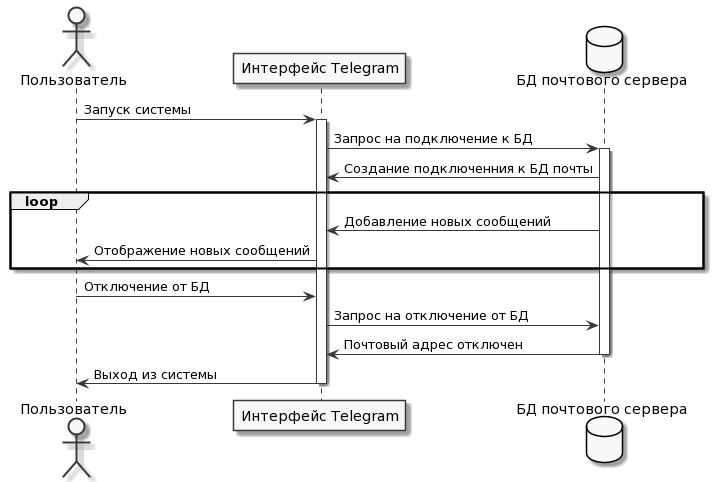 Пользователь
Интерфейс Telegram
БД почтового сервера
Запуск системы
Запрос на подключение к БД
Создание подключенния к БД почты
loop
Добавление новых сообщений
Отображение новых сообщений
Отключение от БД
Запрос на отключение от БД
Почтовый адрес отключен
Выход из системы
Пользователь
Интерфейс Telegram
БД почтового сервера